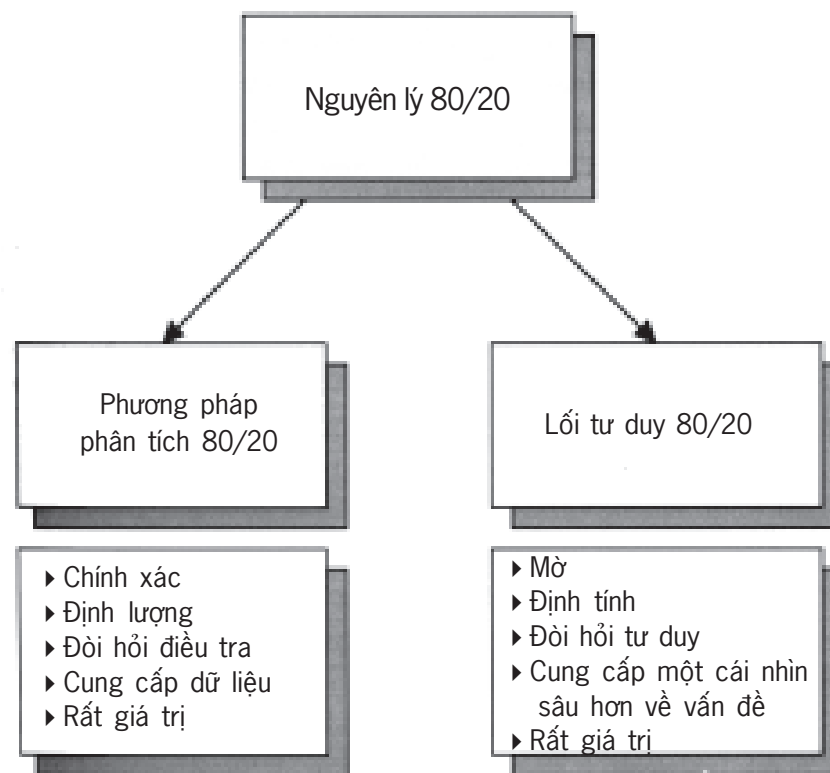 Nguyên lý 80/20
Phương pháp
phân tích 80/20
Lối tư duy 80/20
▸ Chính xác
▸ Định lượng
▸ Đòi hỏi điều tra
▸ Cung cấp dữ liệu
▸ Rất giá trị
▸ Mờ
▸ Định tính
▸ Đòi hỏi tư duy
▸ Cung cấp một cái nhìn
sâu hơn về vấn đề
▸ Rất giá trị